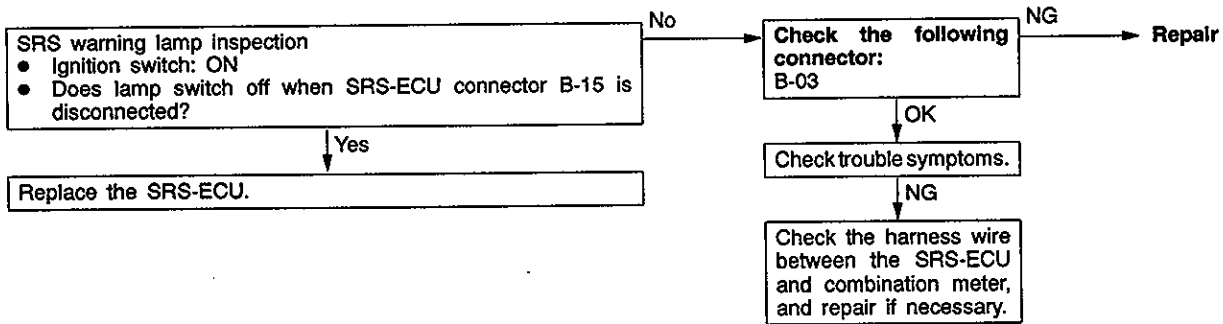 SRS warning lamp inspection
● Ignition switch: ON
● Does lamp switch off when SRS-ECU connector B-15 is
disconnected?
No
Check the following
connector:
B-03
NG
Repair
Yes
Replace the SRS-ECU.
OK
Check trouble symptoms.
NG
Check the harness wire
between the SRS-ECU
and combination meter,
and repair if necessary.